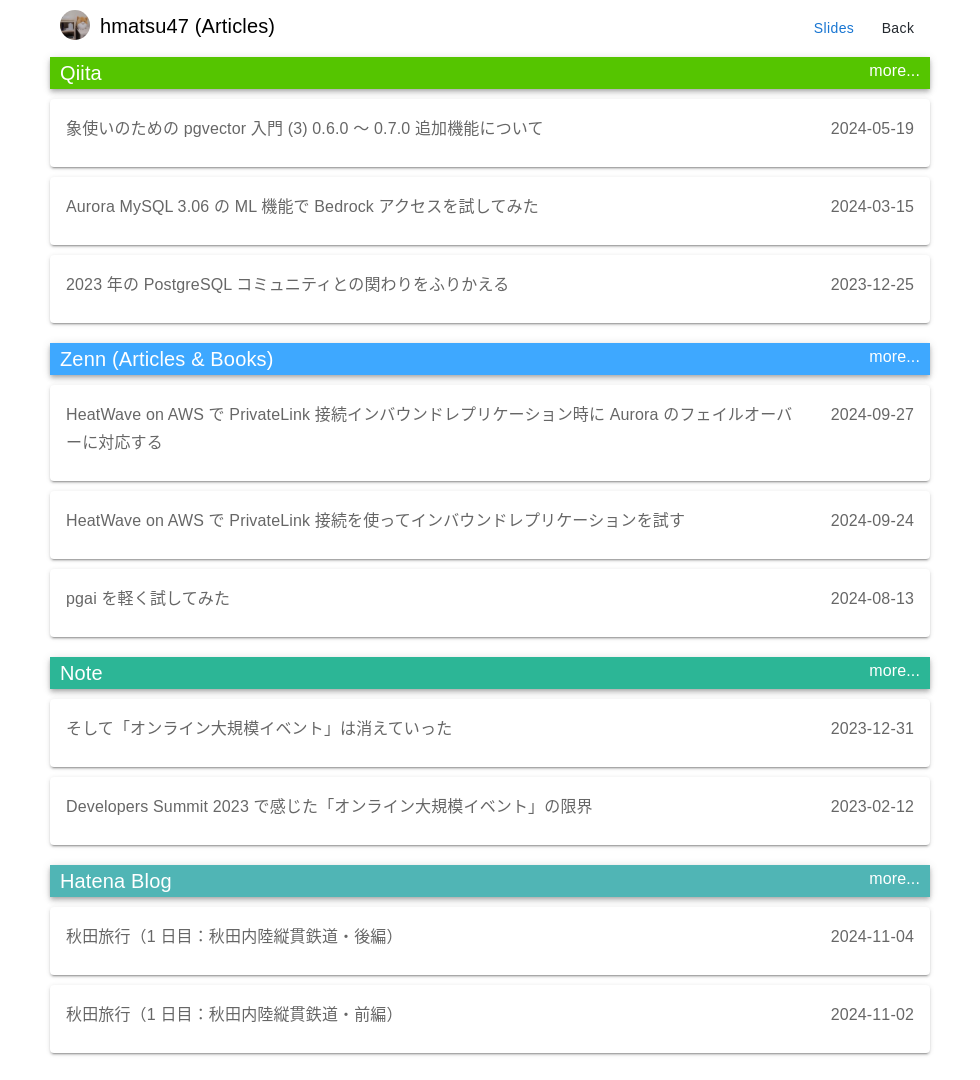 hmatsu47 (Articles) Slides Back
Qiita more...
象使いのための pgvector 入門 (3) 0.6.0 〜 0.7.0 追加機能について 2024-05-19
Aurora MySQL 3.06 の ML 機能で Bedrock アクセスを試してみた 2024-03-15
2023 年の PostgreSQL コミュニティとの関わりをふりかえる 2023-12-25
Zenn (Articles & Books) more...
HeatWave on AWS で PrivateLink 接続インバウンドレプリケーション時に Aurora のフェイルオーバ 2024-09-27
ーに対応する
HeatWave on AWS で PrivateLink 接続を使ってインバウンドレプリケーションを試す 2024-09-24
pgai を軽く試してみた 2024-08-13
Note more...
そして「オンライン大規模イベント」は消えていった 2023-12-31
Developers Summit 2023 で感じた「オンライン大規模イベント」の限界 2023-02-12
Hatena Blog more...
秋田旅行（1 日目：秋田内陸縦貫鉄道・後編） 2024-11-04
秋田旅行（1 日目：秋田内陸縦貫鉄道・前編） 2024-11-02